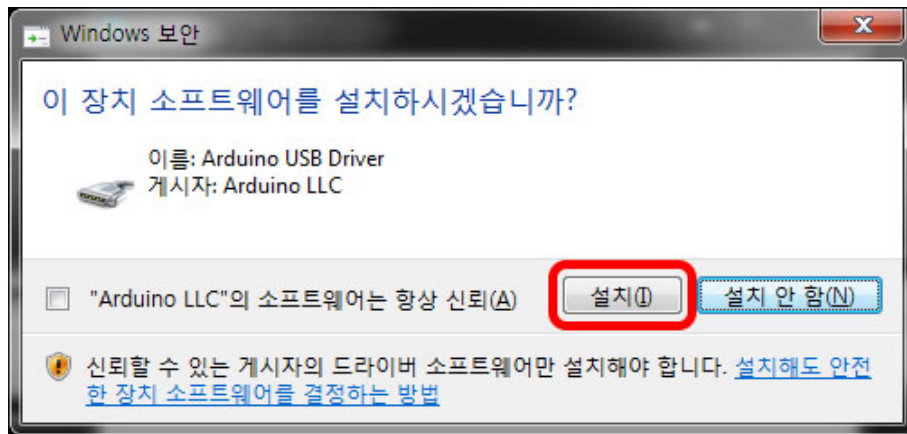 Windows 보안
이 장치 소프트웨어를 설치하시겠습니까?
이름: Arduino USB Driver
게시자: Arduino LLC
"Arduino LLC"의 소프트웨어는 항상 신뢰(A) 설치(I) 설치 안 함(N)
신뢰할 수 있는 게시자의 드라이버 소프트웨어만 설치해야 합니다. 설치해도 안전
한 장치 소프트웨어를 결정하는 방법